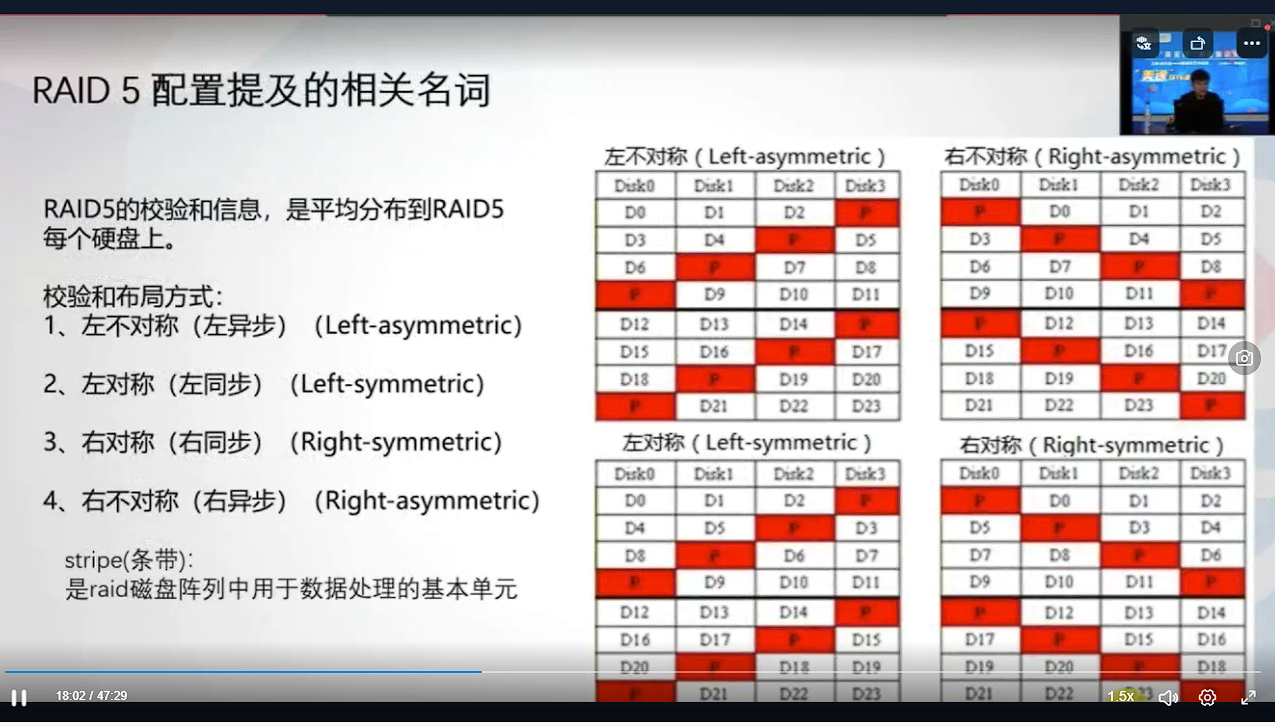 RAID 5 配置提及的相关名词
RAID5的校验和信息，是平均分布到RAID5
每个硬盘上。
校验和布局方式：
1、左不对称（左异步）（Left-asymmetric）
2、左对称（左同步）（Left-symmetric）
3、右对称（右同步）（Right-symmetric）
4、右不对称（右异步）（Right-asymmetric）
stripe(条带)：
是raid磁盘阵列中用于数据处理的基本单元
左不对称（Left-asymmetric）
Disk0 Disk1 Disk2 Disk3
D0 D1 D2 P
D3 D4 P D5
D6 P D7 D8
P D9 D10 D11
D12 D13 D14 P
D15 D16 P D17
D18 P D19 D20
P D21 D22 D23
右不对称（Right-asymmetric）
Disk0 Disk1 Disk2 Disk3
P D0 D1 D2
D3 P D4 D5
D6 D7 P D8
D9 D10 D11 P
P D12 D13 D14
D15 P D16 D17
D18 D19 P D20
D21 D22 D23 P
左对称（Left-symmetric）
Disk0 Disk1 Disk2 Disk3
D0 D1 D2 P
D4 D5 P D3
D8 P D6 D7
P D9 D10 D11
D12 D13 D14 P
D16 D17 P D15
D20 P D18 D19
P D21 D22 D23
右对称（Right-symmetric）
Disk0 Disk1 Disk2 Disk3
P D0 D1 D2
D5 P D3 D4
D7 D8 P D6
D9 D10 D11 P
P D12 D13 D14
D17 P D15 D16
D19 D20 P D18
D21 D22 D23 P
18:02 / 47:29
1.5x